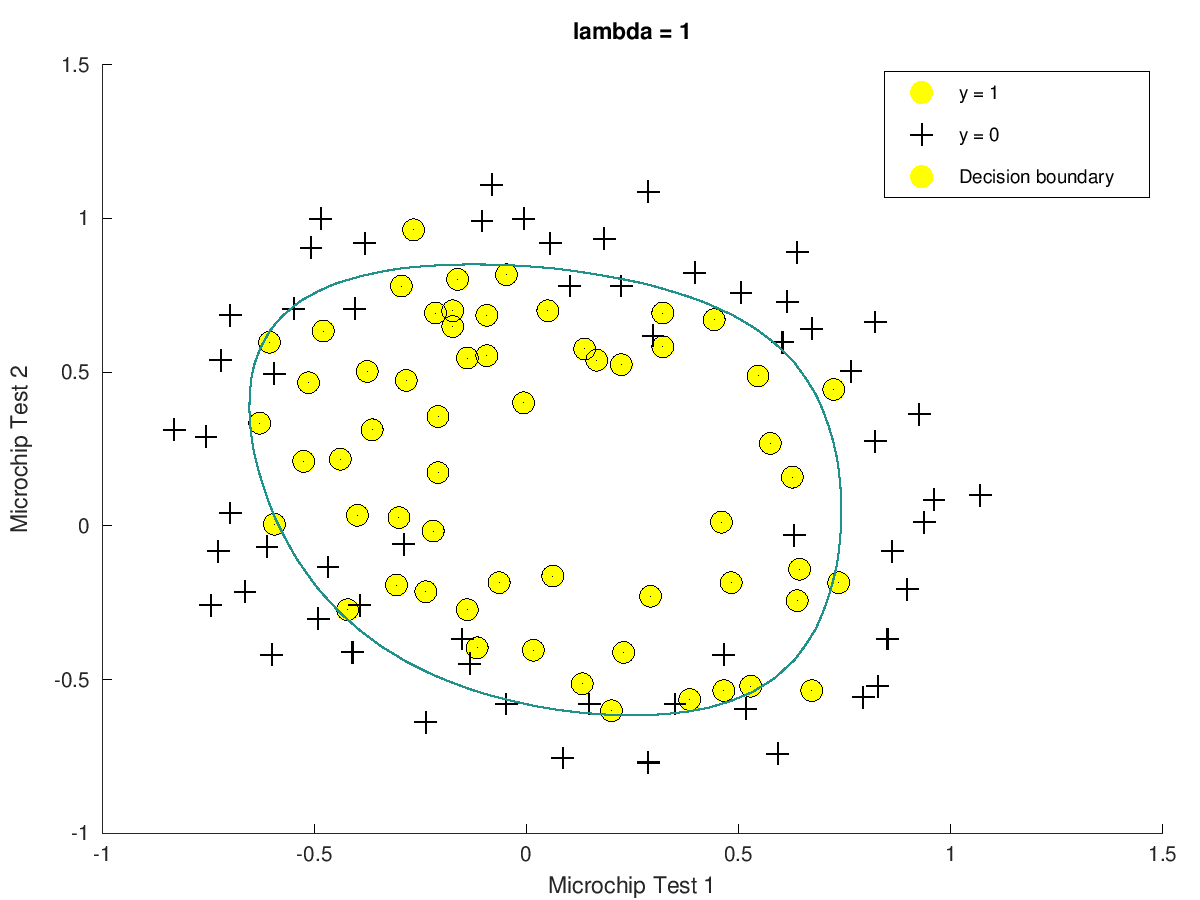 lambda = 1
1.5
1
0.5
0
-0.5
-1
Microchip Test 2
y = 1
y = 0
Decision boundary
-1
-0.5
0
0.5
1
1.5
Microchip Test 1